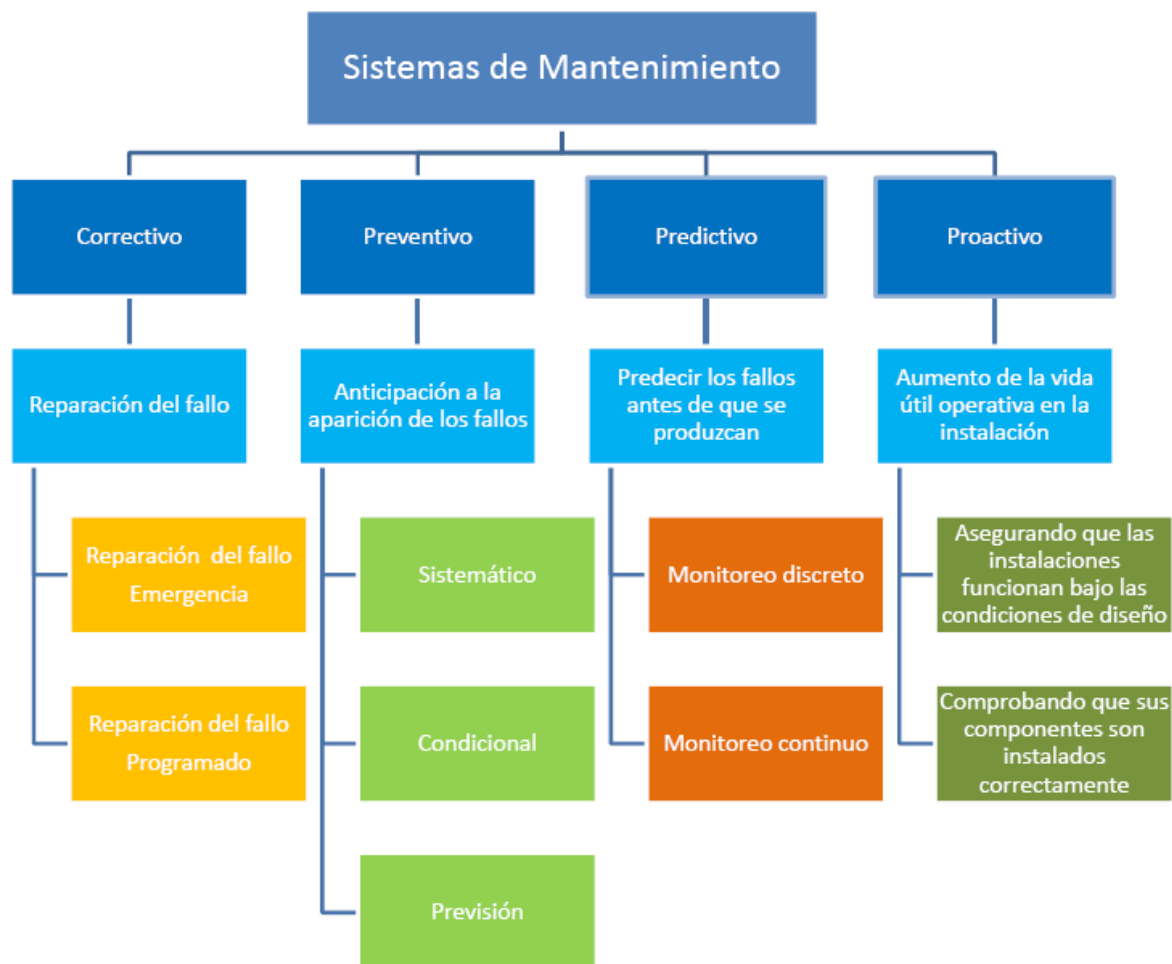 Sistemas de Mantenimiento
Correctivo
Preventivo
Predictivo
Proactivo
Reparación del fallo
Anticipación a la
aparición de los fallos
Predecir los fallos
antes de que se
produzcan
Aumento de la vida
útil operativa en la
instalación
Reparación del fallo
Emergencia
Sistemático
Monitoreo discreto
Asegurando que las
instalaciones
funcionan bajo las
condiciones de diseño
Reparación del fallo
Programado
Condicional
Monitoreo continuo
Comprobando que sus
componentes son
instalados
correctamente
Previsión